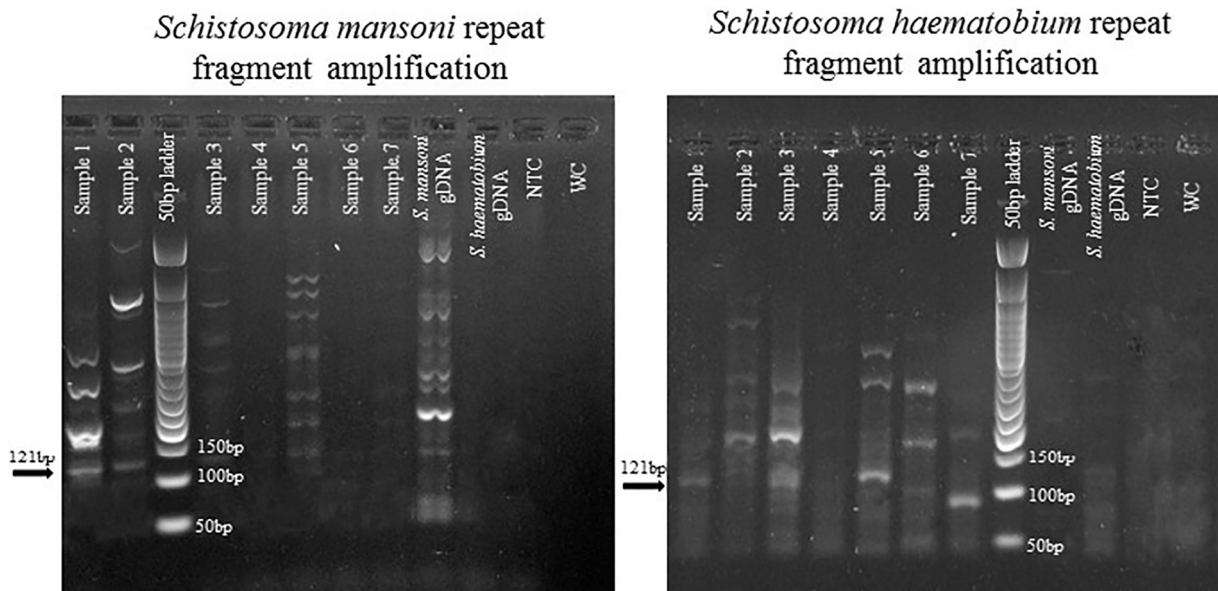 Schistosoma mansoni repeat
fragment amplification
Sample 1
Sample 2
50bp ladder
Sample 3
Sample 4
Sample 5
Sample 6
Sample 7
S. mansoni
gDNA
S. haematobium
gDNA
NTC
WC
150bp
121bp
100bp
50bp
Schistosoma haematobium repeat
fragment amplification
Sample 1
Sample 2
Sample 3
Sample 4
Sample 5
Sample 6
Sample 7
50bp ladder
S. mansoni
gDNA
S. haematobium
gDNA
NTC
WC
150bp
121bp
100bp
50bp